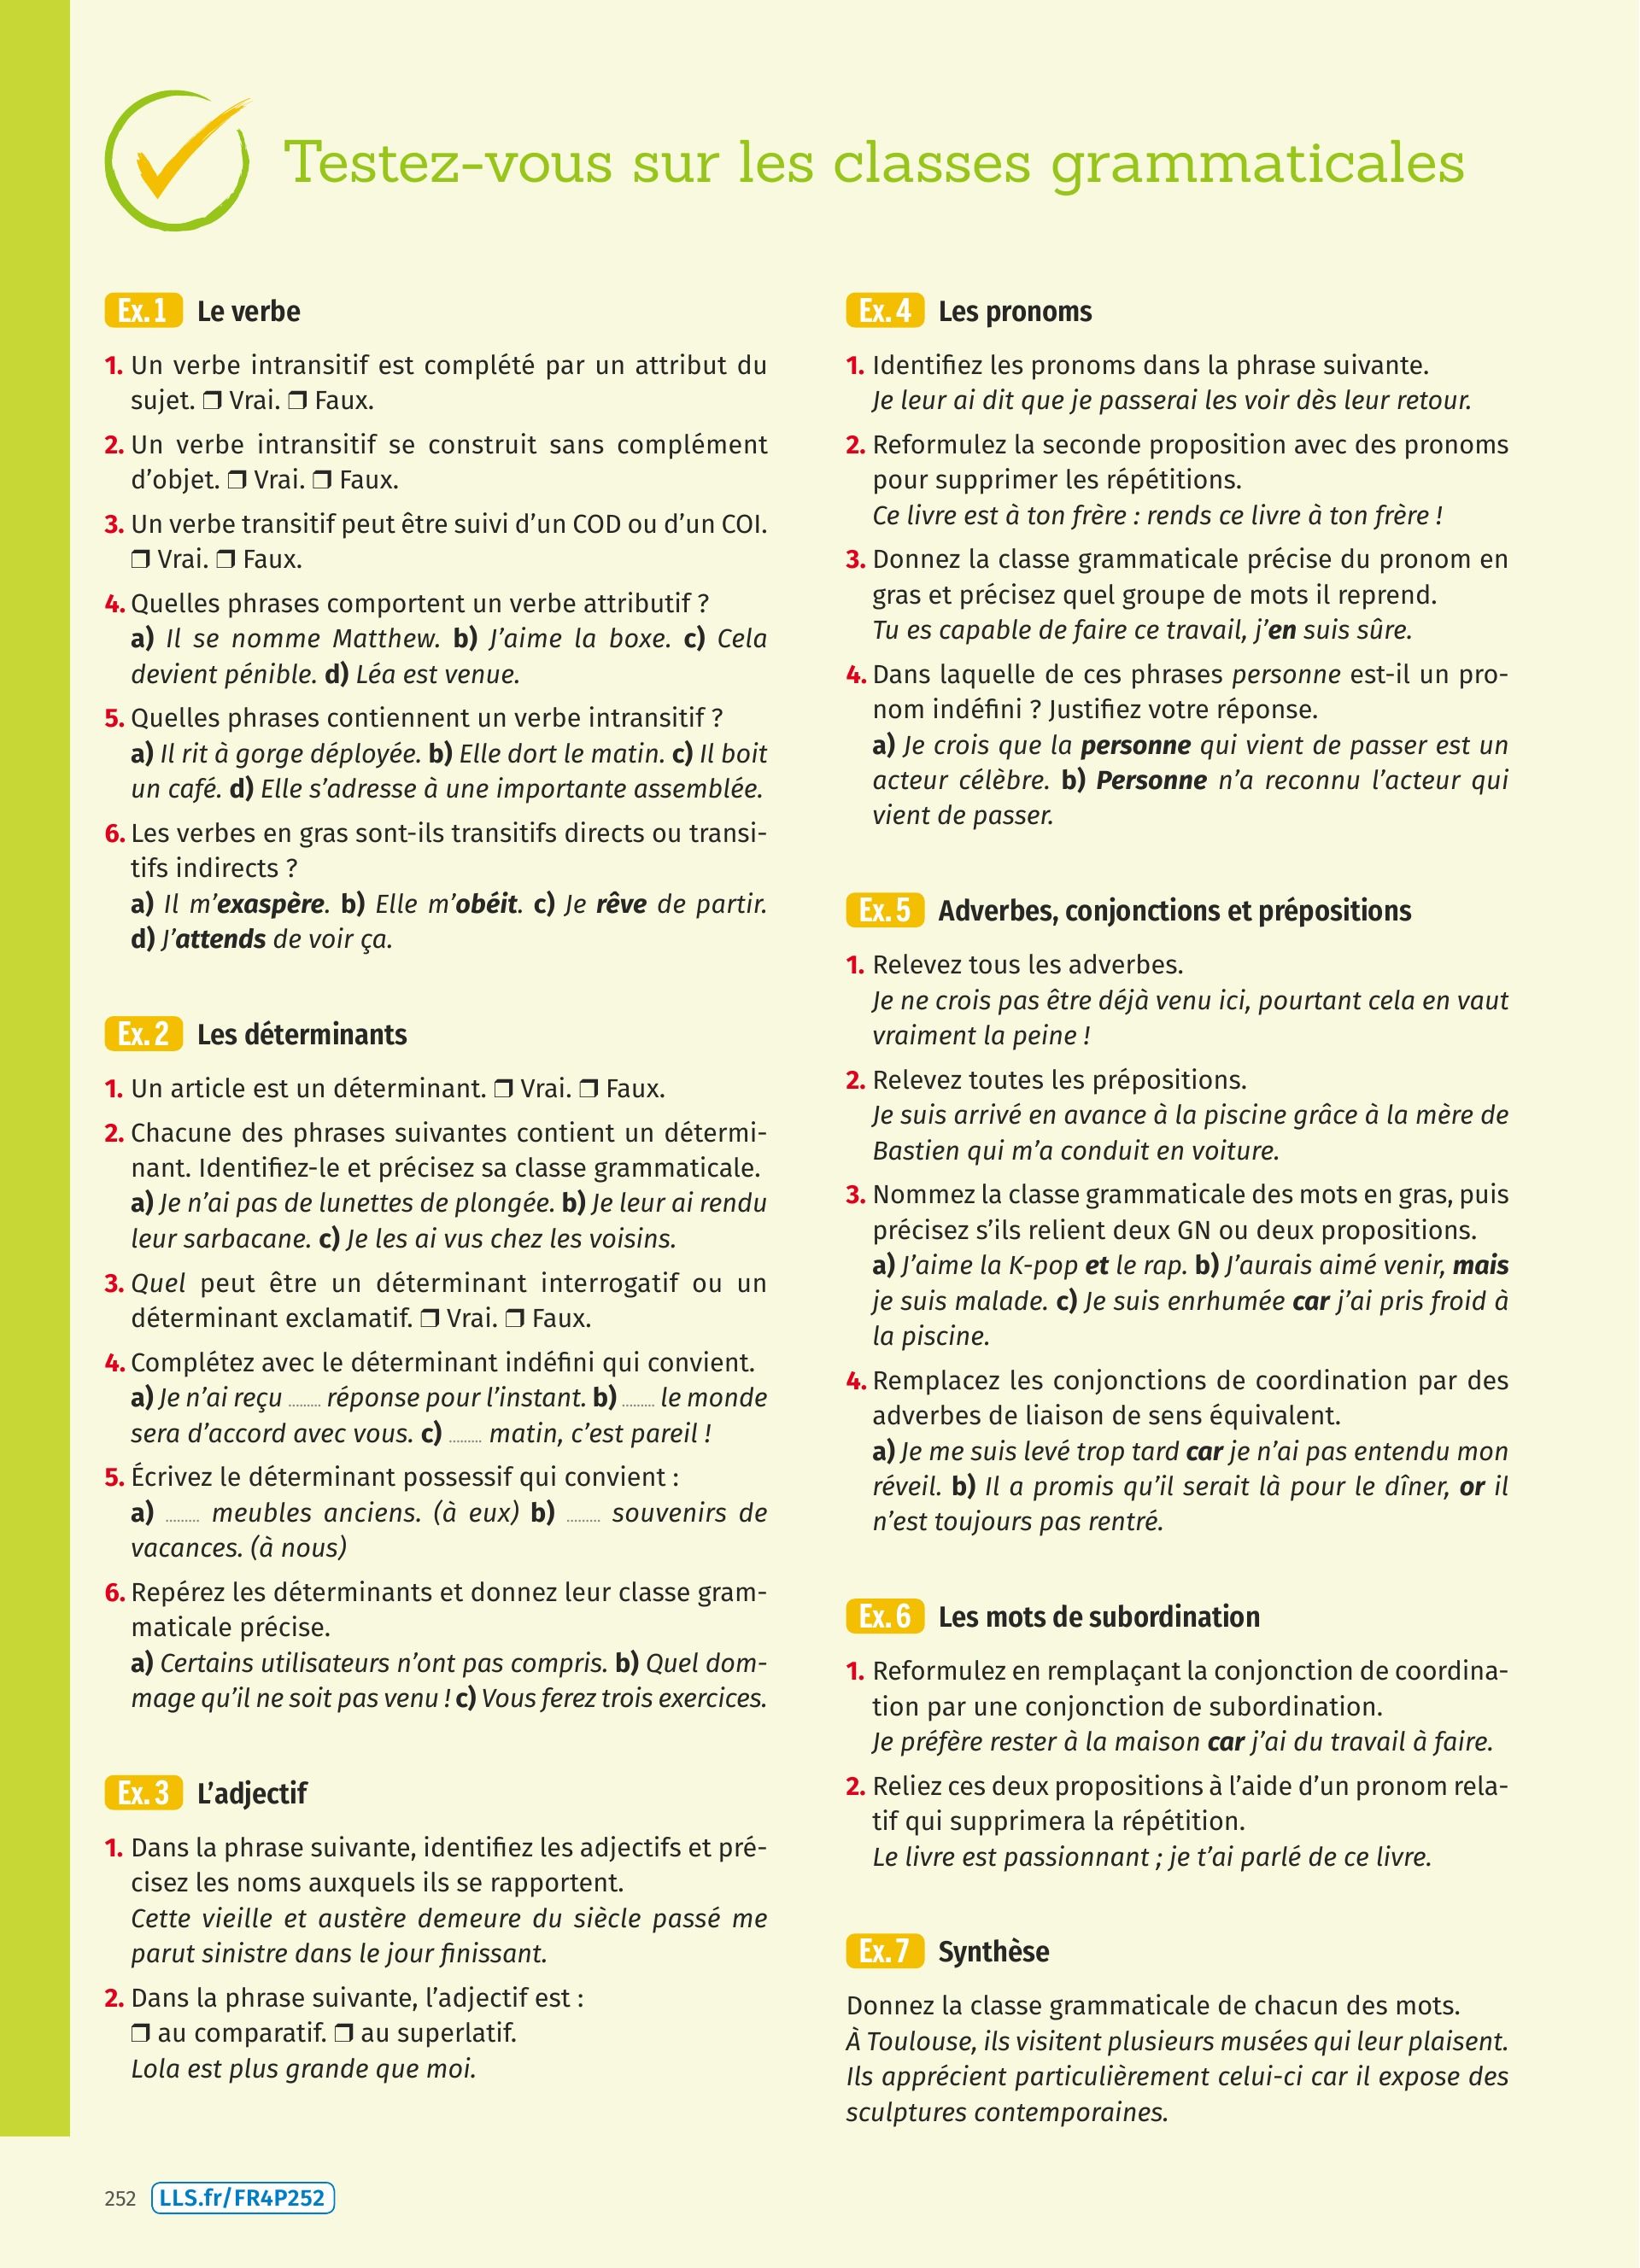 Testez-vous sur les classes grammaticales
Ex. 1 Le verbe
1. Un verbe intransitif est complété par un attribut du
sujet. ❒ Vrai. ❒ Faux.
2. Un verbe intransitif se construit sans complément
d’objet. ❒ Vrai. ❒ Faux.
3. Un verbe transitif peut être suivi d’un COD ou d’un COI.
❒ Vrai. ❒ Faux.
4. Quelles phrases comportent un verbe attributif ?
a) Il se nomme Matthew. b) J’aime la boxe. c) Cela
devient pénible. d) Léa est venue.
5. Quelles phrases contiennent un verbe intransitif ?
a) Il rit à gorge déployée. b) Elle dort le matin. c) Il boit
un café. d) Elle s’adresse à une importante assemblée.
6. Les verbes en gras sont-ils transitifs directs ou transi-
tifs indirects ?
a) Il m’exaspère. b) Elle m’obéit. c) Je rêve de partir.
d) J’attends de voir ça.
Ex. 2 Les déterminants
1. Un article est un déterminant. ❒ Vrai. ❒ Faux.
2. Chacune des phrases suivantes contient un détermi-
nant. Identifiez-le et précisez sa classe grammaticale.
a) Je n’ai pas de lunettes de plongée. b) Je leur ai rendu
leur sarbacane. c) Je les ai vus chez les voisins.
3. Quel peut être un déterminant interrogatif ou un
déterminant exclamatif. ❒ Vrai. ❒ Faux.
4. Complétez avec le déterminant indéfini qui convient.
a) Je n’ai reçu ......... réponse pour l’instant. b) ......... le monde
sera d’accord avec vous. c) ......... matin, c’est pareil !
5. Écrivez le déterminant possessif qui convient :
a) ......... meubles anciens. (à eux) b) ......... souvenirs de
vacances. (à nous)
6. Repérez les déterminants et donnez leur classe gram-
maticale précise.
a) Certains utilisateurs n’ont pas compris. b) Quel dom-
mage qu’il ne soit pas venu ! c) Vous ferez trois exercices.
Ex. 3 L’adjectif
1. Dans la phrase suivante, identifiez les adjectifs et pré-
cisez les noms auxquels ils se rapportent.
Cette vieille et austère demeure du siècle passé me
parut sinistre dans le jour finissant.
2. Dans la phrase suivante, l’adjectif est :
❒ au comparatif. ❒ au superlatif.
Lola est plus grande que moi.
Ex. 4 Les pronoms
1. Identifiez les pronoms dans la phrase suivante.
Je leur ai dit que je passerai les voir dès leur retour.
2. Reformulez la seconde proposition avec des pronoms
pour supprimer les répétitions.
Ce livre est à ton frère : rends ce livre à ton frère !
3. Donnez la classe grammaticale précise du pronom en
gras et précisez quel groupe de mots il reprend.
Tu es capable de faire ce travail, j’en suis sûre.
4. Dans laquelle de ces phrases personne est-il un pro-
nom indéfini ? Justifiez votre réponse.
a) Je crois que la personne qui vient de passer est un
acteur célèbre. b) Personne n’a reconnu l’acteur qui
vient de passer.
Ex. 5 Adverbes, conjonctions et prépositions
1. Relevez tous les adverbes.
Je ne crois pas être déjà venu ici, pourtant cela en vaut
vraiment la peine !
2. Relevez toutes les prépositions.
Je suis arrivé en avance à la piscine grâce à la mère de
Bastien qui m’a conduit en voiture.
3. Nommez la classe grammaticale des mots en gras, puis
précisez s’ils relient deux GN ou deux propositions.
a) J’aime la K-pop et le rap. b) J’aurais aimé venir, mais
je suis malade. c) Je suis enrhumée car j’ai pris froid à
la piscine.
4. Remplacez les conjonctions de coordination par des
adverbes de liaison de sens équivalent.
a) Je me suis levé trop tard car je n’ai pas entendu mon
réveil. b) Il a promis qu’il serait là pour le dîner, or il
n’est toujours pas rentré.
Ex. 6 Les mots de subordination
1. Reformulez en remplaçant la conjonction de coordina-
tion par une conjonction de subordination.
Je préfère rester à la maison car j’ai du travail à faire.
2. Reliez ces deux propositions à l’aide d’un pronom rela-
tif qui supprimera la répétition.
Le livre est passionnant ; je t’ai parlé de ce livre.
Ex. 7 Synthèse
Donnez la classe grammaticale de chacun des mots.
À Toulouse, ils visitent plusieurs musées qui leur plaisent.
Ils apprécient particulièrement celui-ci car il expose des
sculptures contemporaines.
252 LLS.fr/FR4P252